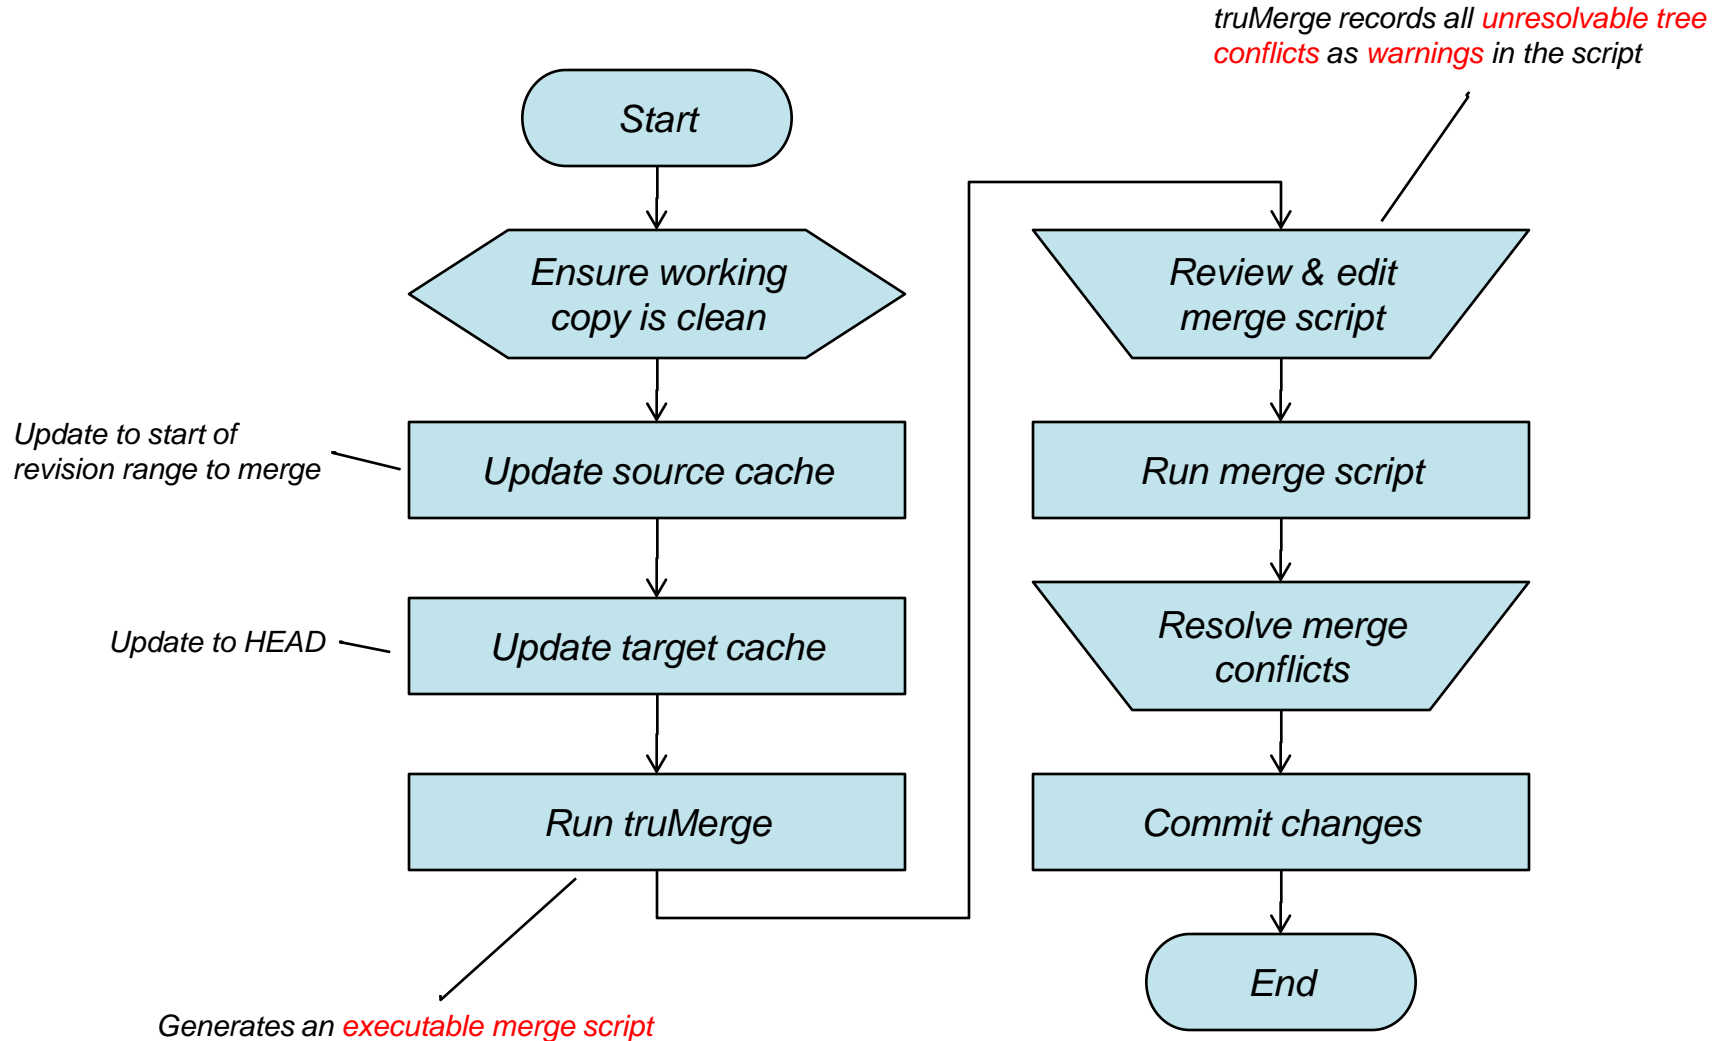 Start
Ensure working
copy is clean
Update to start of
revision range to merge
Update source cache
Update to HEAD
Update target cache
Run truMerge
Generates an executable merge script
truMerge records all unresolvable tree
conflicts as warnings in the script
Review & edit
merge script
Run merge script
Resolve merge
conflicts
Commit changes
End